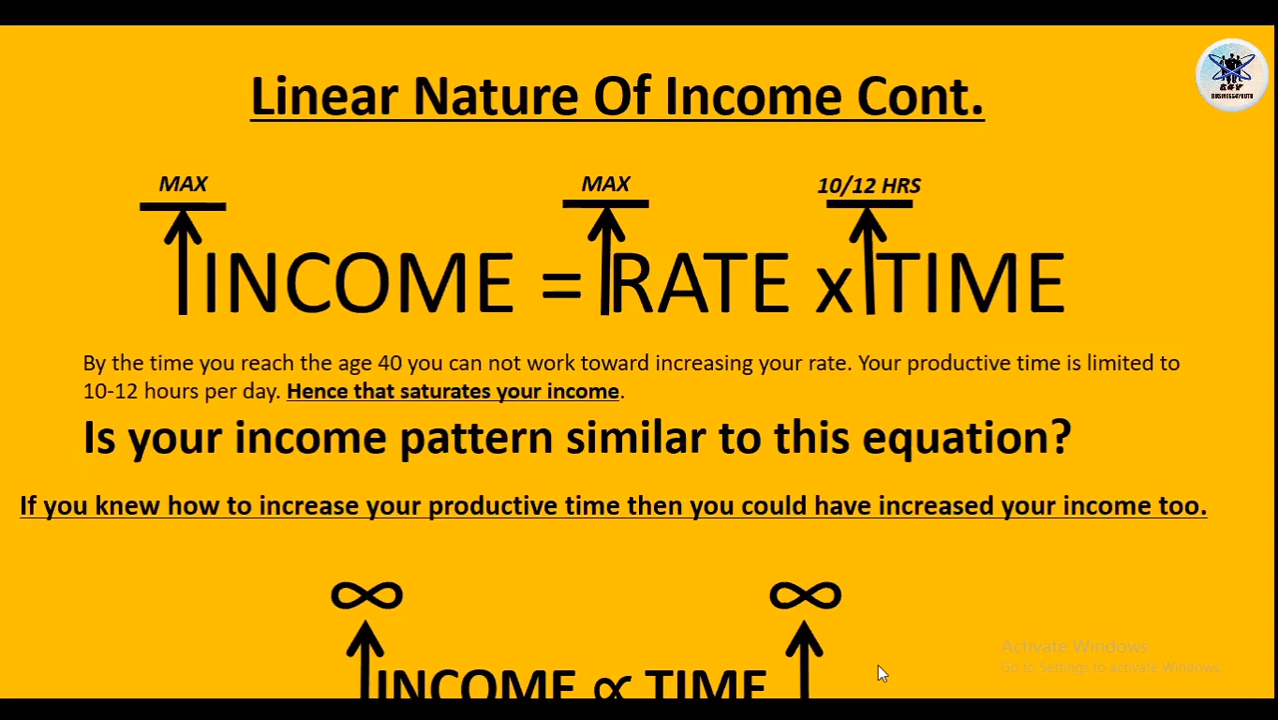 Linear Nature Of Income Cont.
MAX MAX 10/12 HRS
INCOME = RATE x TIME
By the time you reach the age 40 you can not work toward increasing your rate. Your productive time is limited to
10-12 hours per day. Hence that saturates your income.
Is your income pattern similar to this equation?
If you knew how to increase your productive time then you could have increased your income too.
∞ ∞
INCOME ∝ TIME
Activate Windows
Go to Settings to activate Windows.